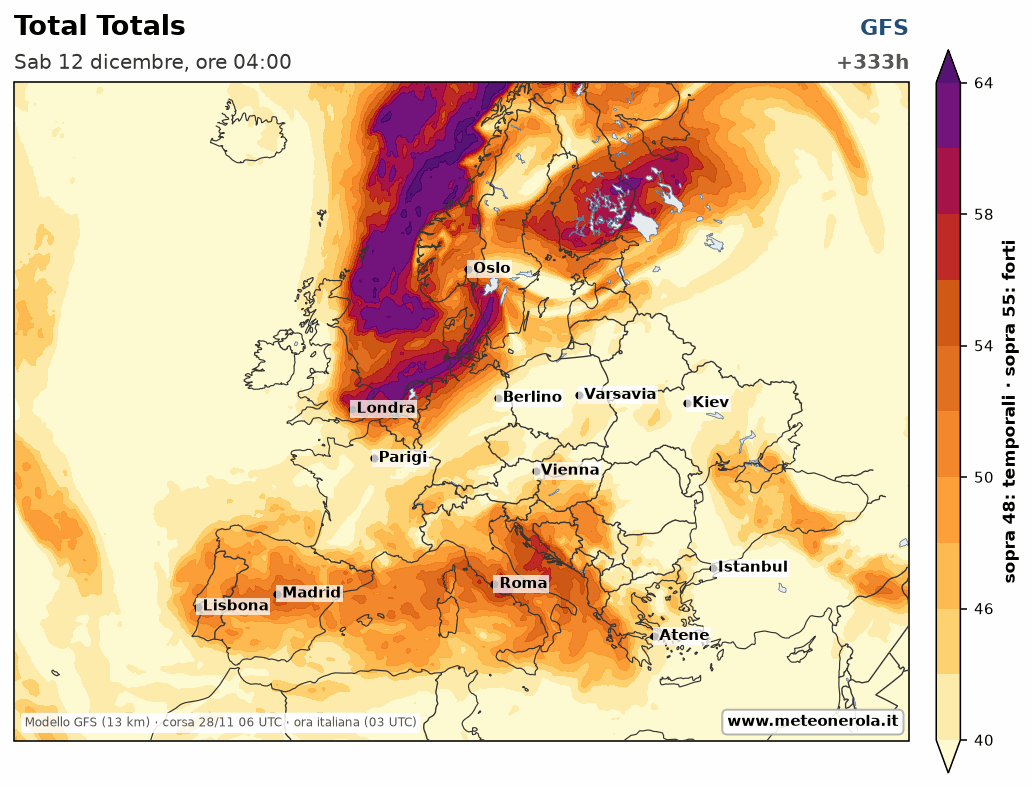 Total Totals
GFS
Sab 12 dicembre, ore 04:00
+333h
64
58
54
50
46
40
sopra 48: temporali · sopra 55: forti
Oslo
Londra
Berlino
Varsavia
Kiev
Parigi
Vienna
Istanbul
Roma
Madrid
Lisbona
Atene
Modello GFS (13 km) · corsa 28/11 06 UTC · ora italiana (03 UTC)
www.meteonerola.it